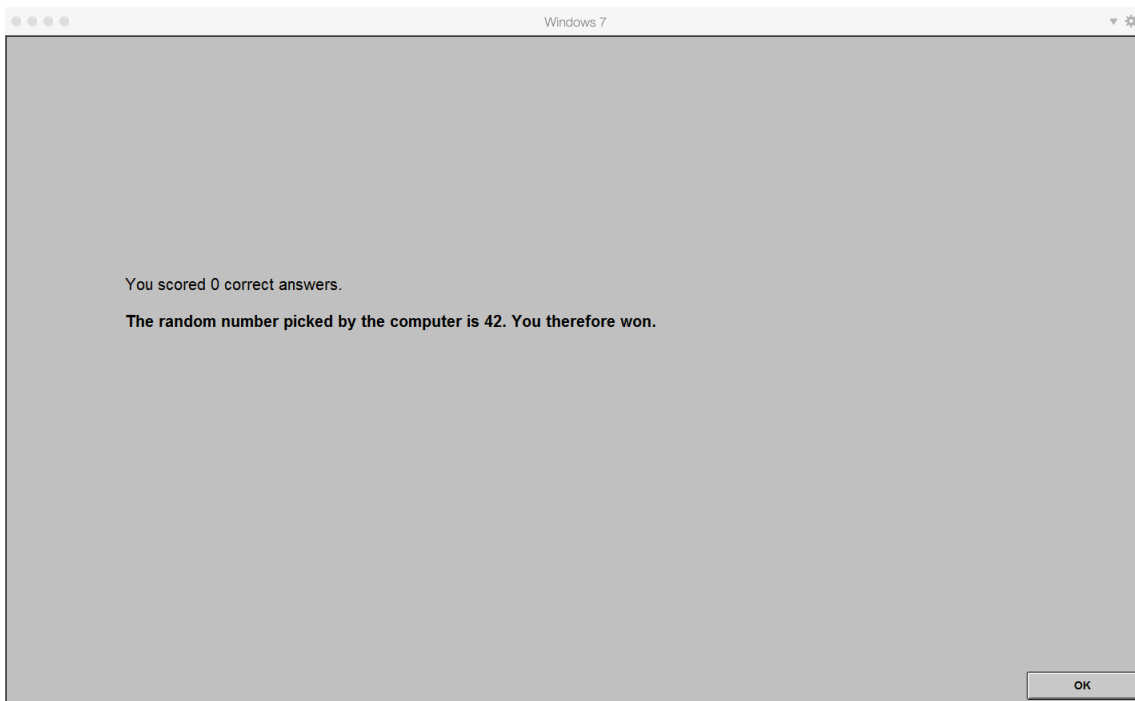 Windows 7
You scored 0 correct answers.
The random number picked by the computer is 42. You therefore won.
OK